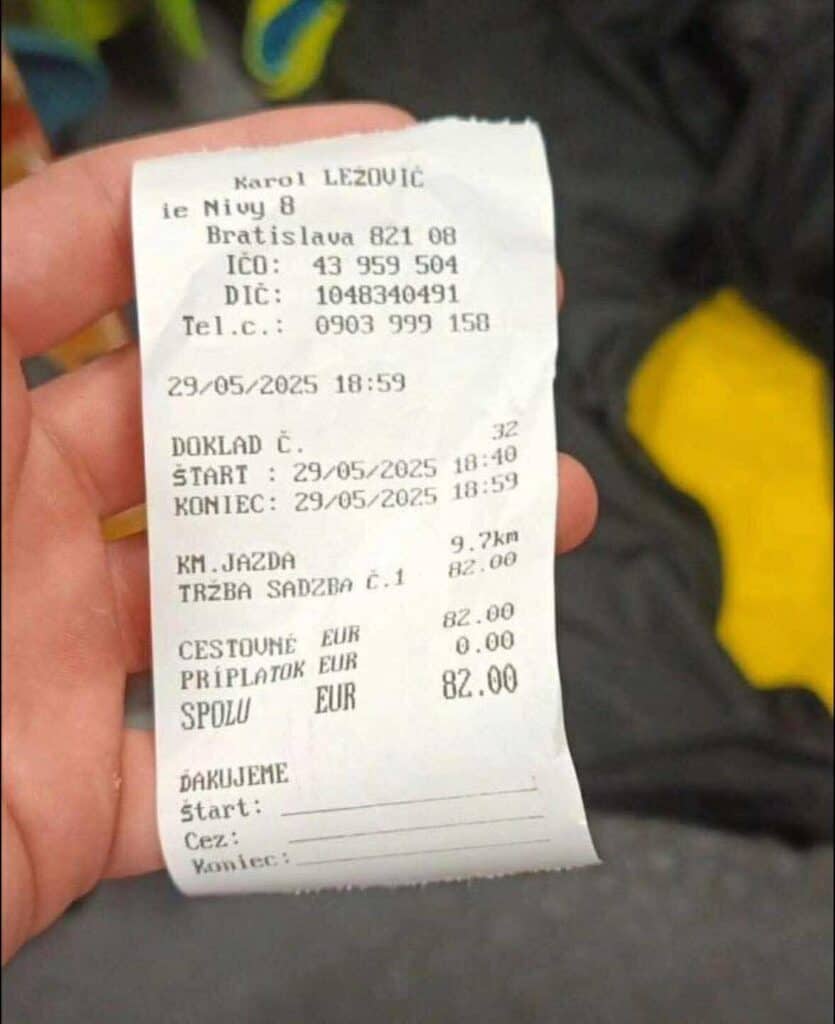 Karol LEŽOVIČ
ie Nivy 8
Bratislava 821 08
IČO: 43 959 504
DIČ: 1048340491
Tel.c.: 0903 999 158
29/05/2025 18:59
DOKLAD Č. 32
ŠTART : 29/05/2025 18:40
KONIEC: 29/05/2025 18:59
KM.JAZDA 9.7km
TRŽBA SADZBA Č.1 82.00
CESTOVNÉ EUR 82.00
PRÍPLATOK EUR 0.00
SPOLU EUR 82.00
ĎAKUJEME
Štart:
Cez:
Koniec: